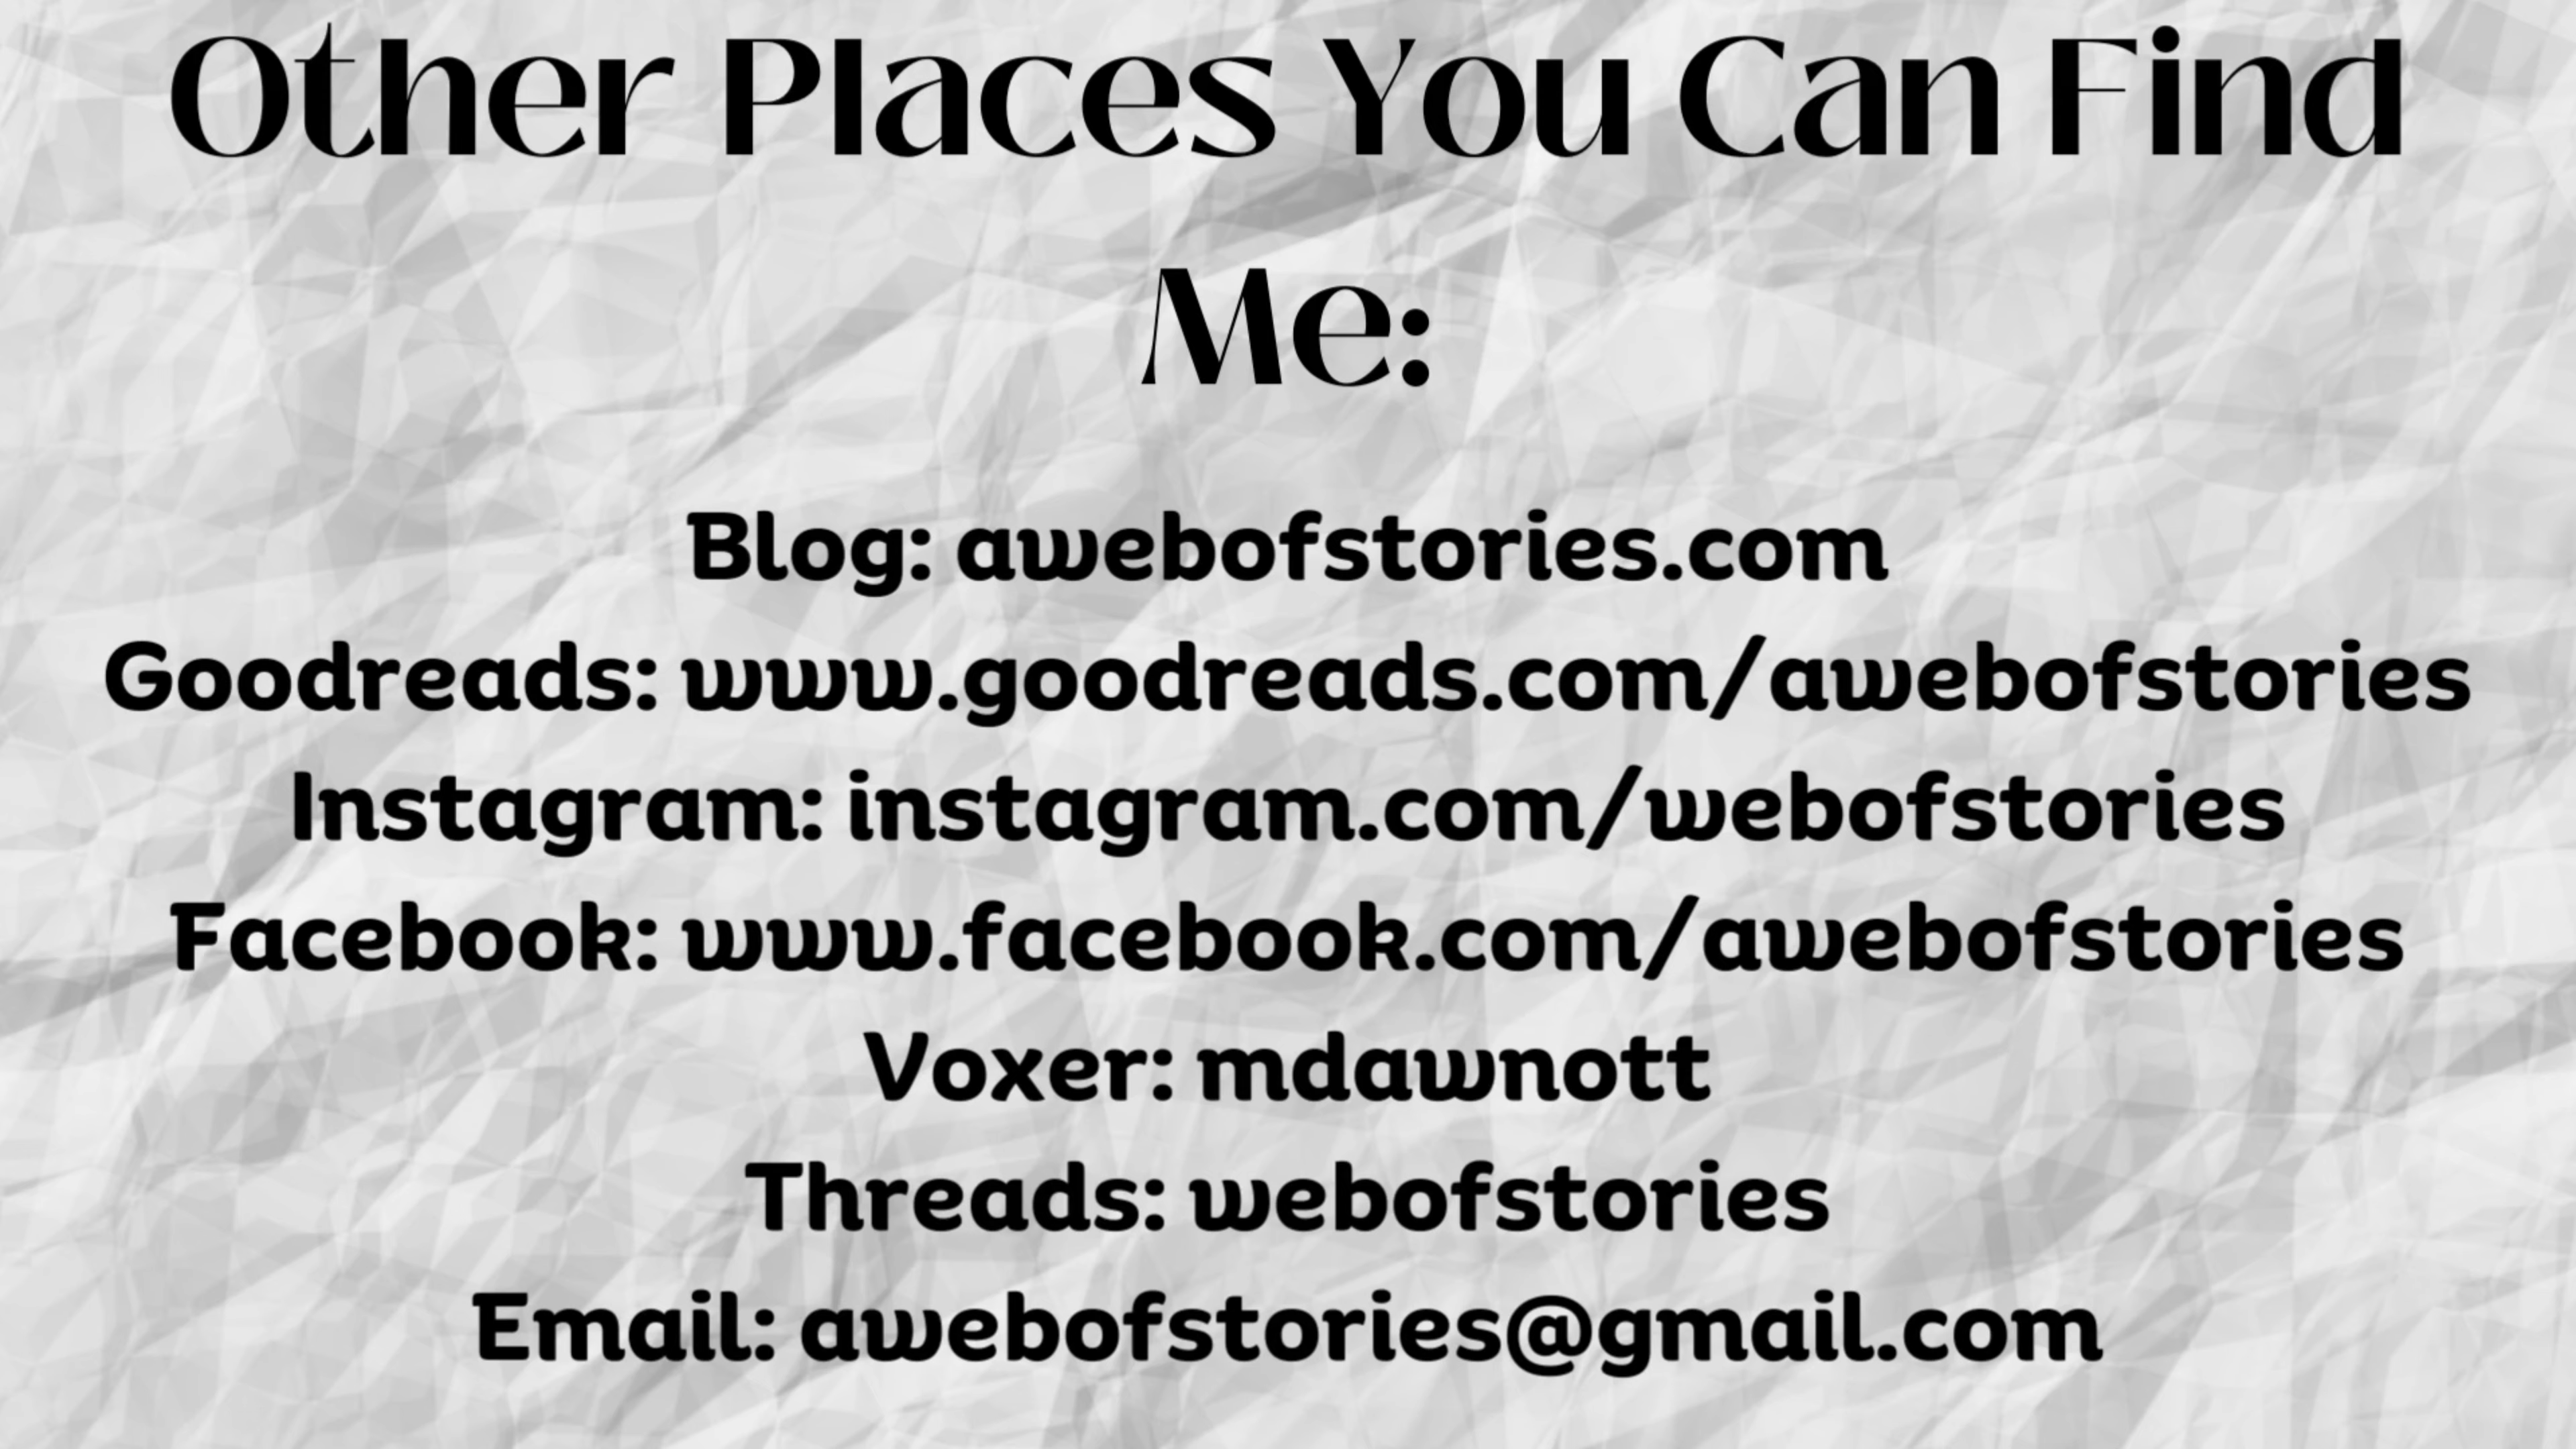 Other Places You Can Find
Me:
Blog: awebofstories.com
Goodreads: www.goodreads.com/awebofstories
Instagram: instagram.com/webofstories
Facebook: www.facebook.com/awebofstories
Voxer: mdawnott
Threads: webofstories
Email: awebofstories@gmail.com